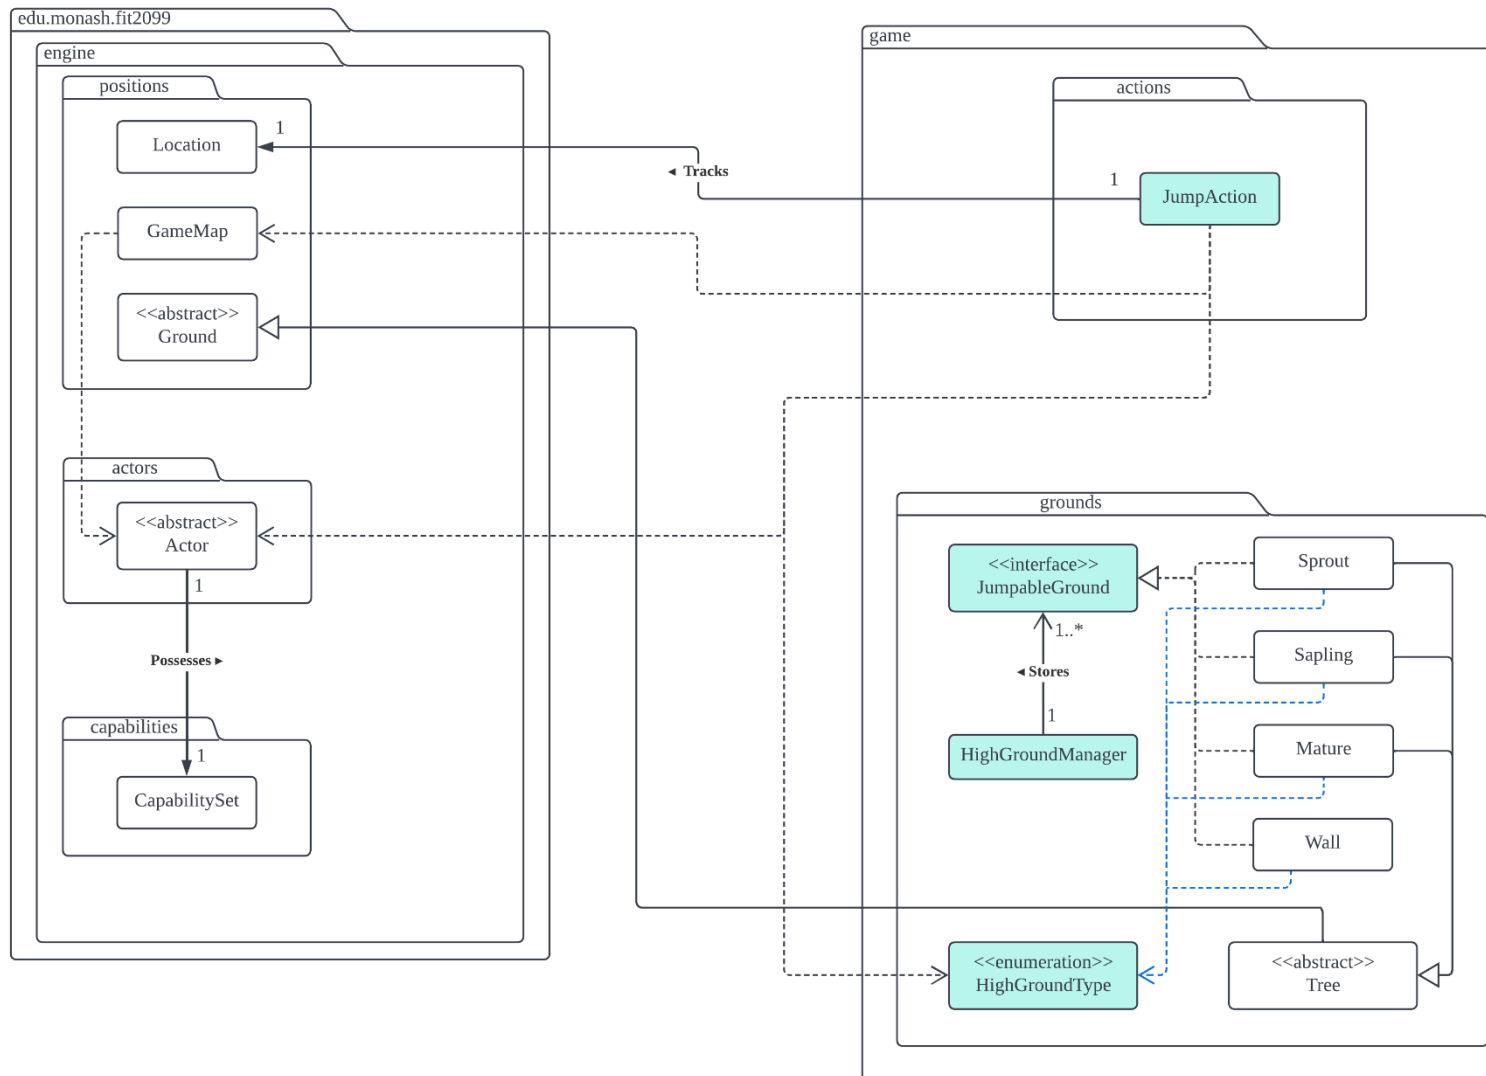 edu.monash.fit2099
engine
positions
Location
1
GameMap
<<abstract>>
Ground
actors
<<abstract>>
Actor
1
Possesses ►
capabilities
1
CapabilitySet
◄ Tracks
game
actions
1
JumpAction
grounds
<<interface>>
JumpableGround
1..*
◄ Stores
1
HighGroundManager
Sprout
Sapling
Mature
Wall
<<enumeration>>
HighGroundType
<<abstract>>
Tree